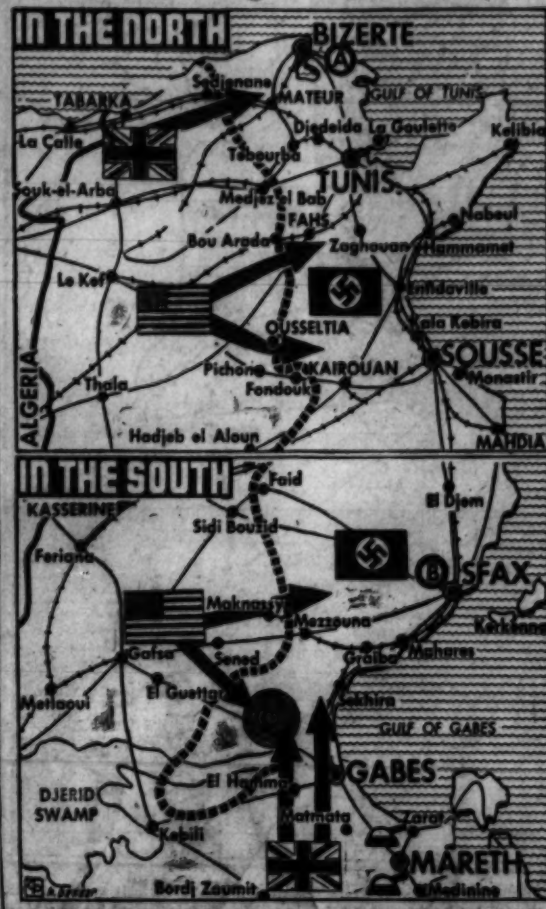 IN THE NORTH
BIZERTE
A
Sedjenane
TABARKA
MATEUR
GULF OF TUNIS
La Calle
Djedeida
La Goulette
Kelibia
Tebourba
TUNIS
Souk-el-Arba
Medjez el Bab
FAHS
Nabeul
Bou Arada
Zaghouan
Hammamet
Le Kef
Enfidaville
Kala Kebira
OUSSELTIA
SOUSSE
Pichon
KAIROUAN
Monastir
ALGERIA
Thala
Fondouk
Hadjeb el Aioun
MAHDIA
IN THE SOUTH
Faid
KASSERINE
El Djem
Sidi Bouzid
Feriana
B
SFAX
Maknassy
Mezzouna
Kerkenna
Gafsa
Sened
Graiba
Mahares
Metlaoui
El Guettar
Sekhira
GULF OF GABES
DJERID
SWAMP
El Hamma
GABES
Kebili
Matmata
Zarat
MARETH
Bordj Zoumit
Medinine